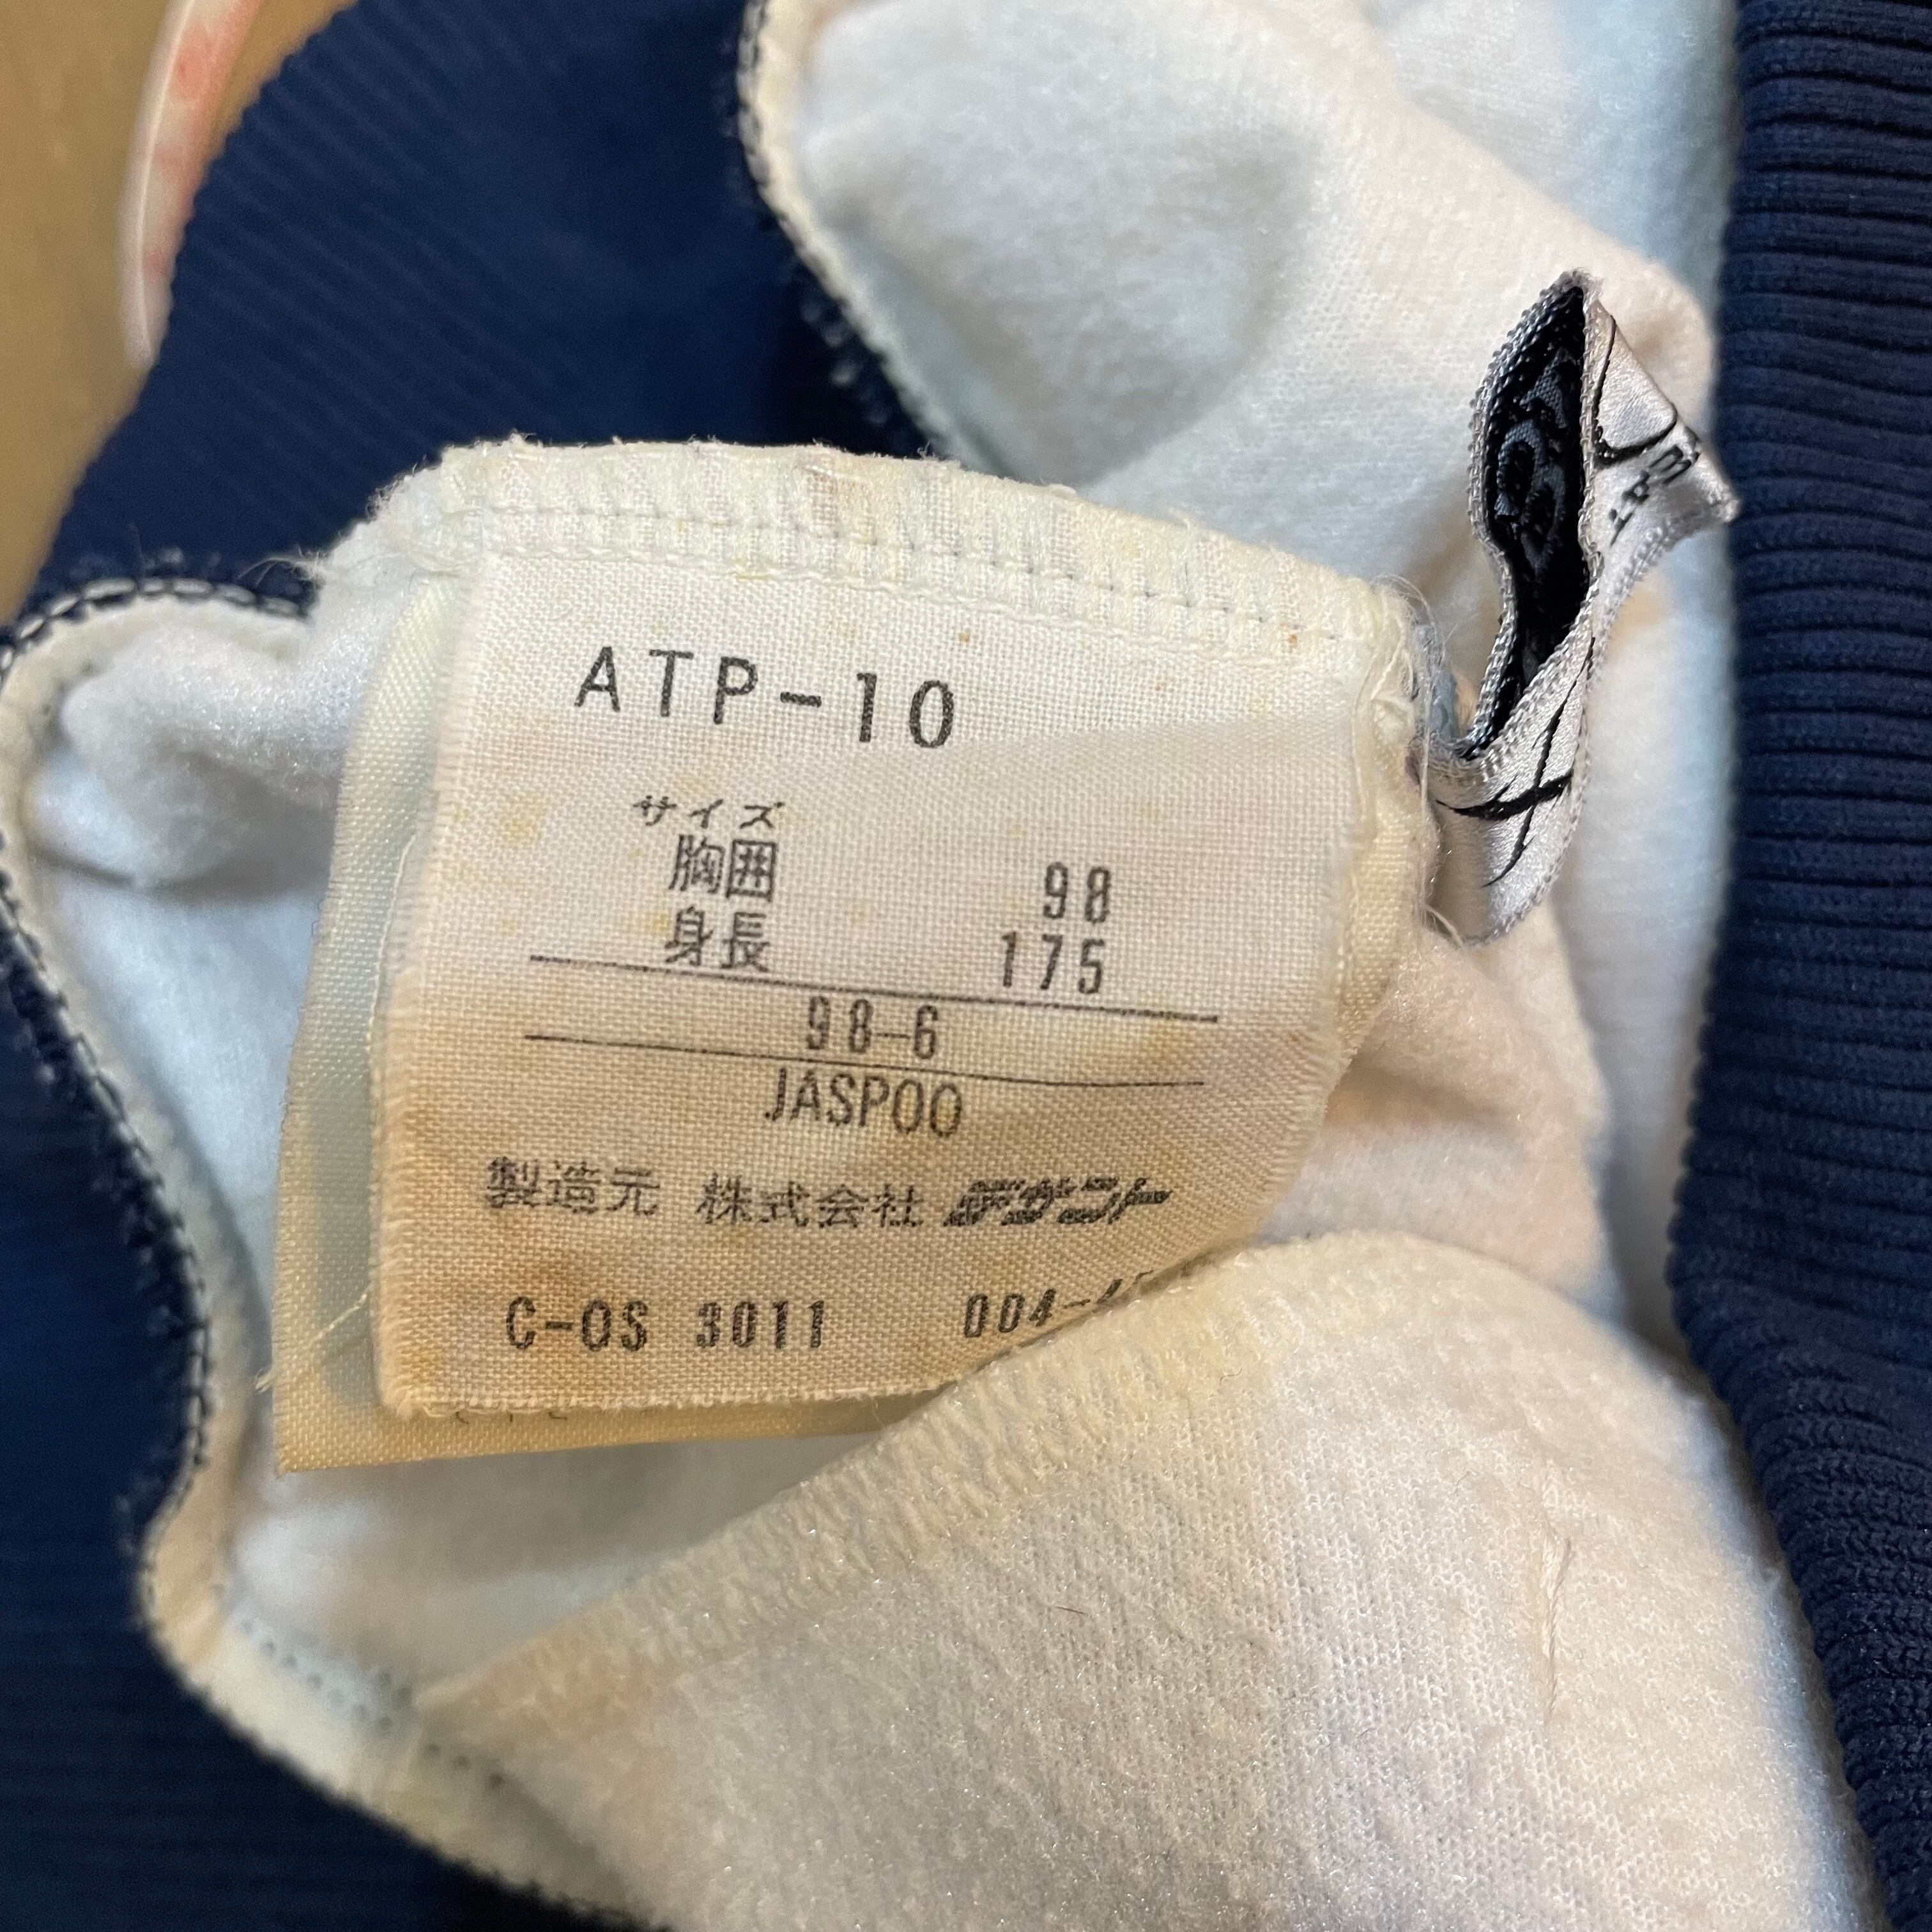 ATP-10
サイズ
胸囲 98
身長 175
98-6
JASPOO
製造元 株式会社 デサント
C-OS 3011 004-